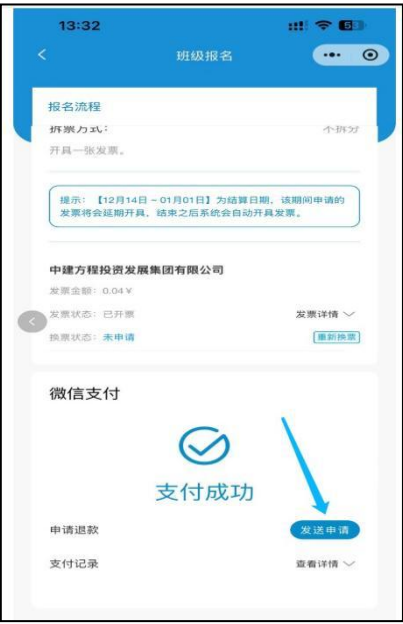 13:32
班级报名
报名流程
拆票方式: 不拆分
开具一张发票。
提示: 【12月14日-01月01日】为结算日期, 该期间申请的
发票将会延期开具, 结束之后系统会自动开具发票。
中建方程投资发展集团有限公司
发票金额: 0.04¥
发票状态: 已开票 发票详情
换票状态: 未申请 重新换票
微信支付
支付成功
申请退款 发送申请
支付记录 查看详情